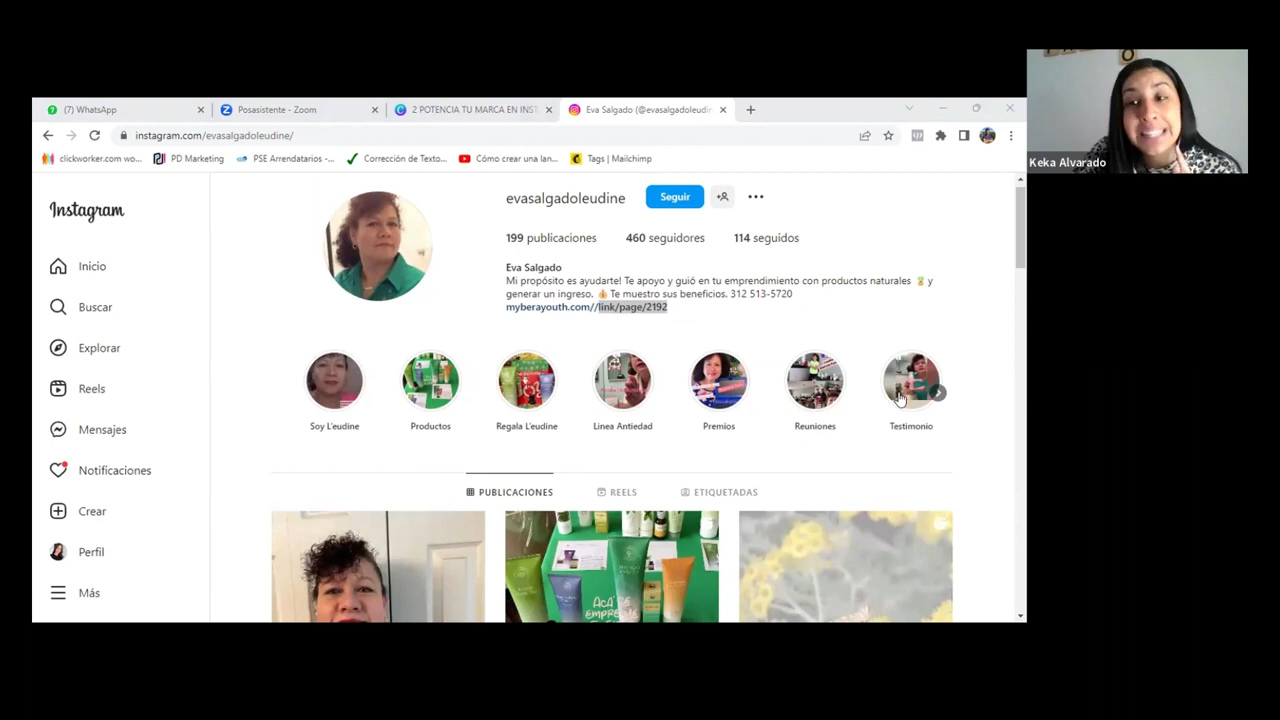 (7) WhatsApp
Posasistente - Zoom
2 POTENCIA TU MARCA EN INST
Eva Salgado (@evasalgadoleudin
instagram.com/evasalgadoleudine/
clickworker.com wo...
PD Marketing
PSE Arrendatarios -...
Corrección de Texto...
Cómo crear una lan...
Tags | Mailchimp
Keka Alvarado
Instagram
Inicio
Buscar
Explorar
Reels
Mensajes
Notificaciones
Crear
Perfil
Más
evasalgadoleudine
Seguir
199 publicaciones 460 seguidores 114 seguidos
Eva Salgado
Mi propósito es ayudarte! Te apoyo y guió en tu emprendimiento con productos naturales y
generar un ingreso. Te muestro sus beneficios. 312 513-5720
myberayouth.com//link/page/2192
Soy L'eudine
Productos
Regala L'eudine
Linea Antiedad
Premios
Reuniones
Testimonio
PUBLICACIONES
REELS
ETIQUETADAS